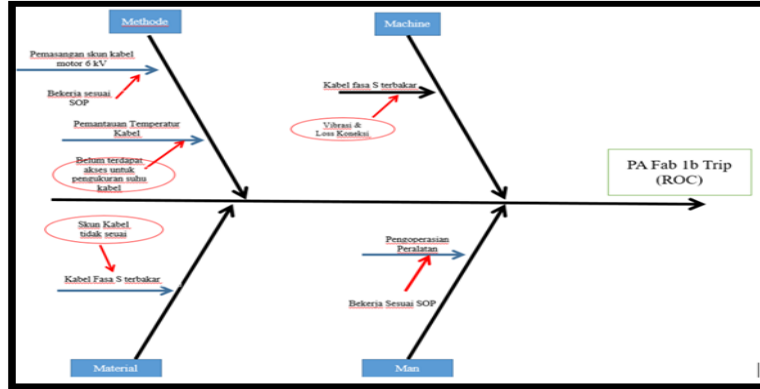 Methode
Machine
Pemasangan skun kabel
motor 6 kV
Bekerja sesuai
SOP
Pemantauan Temperatur
Kabel
Belum terdapat
akses untuk
pengukuran suhu
kabel
Kabel fasa S terbakar
Vibrasi &
Loss Koneksi
PA Fab 1b Trip
(ROC)
Skun Kabel
tidak seuai
Kabel Fasa S terbakar
Pengoperasian
Peralatan
Bekerja Sesuai SOP
Material
Man